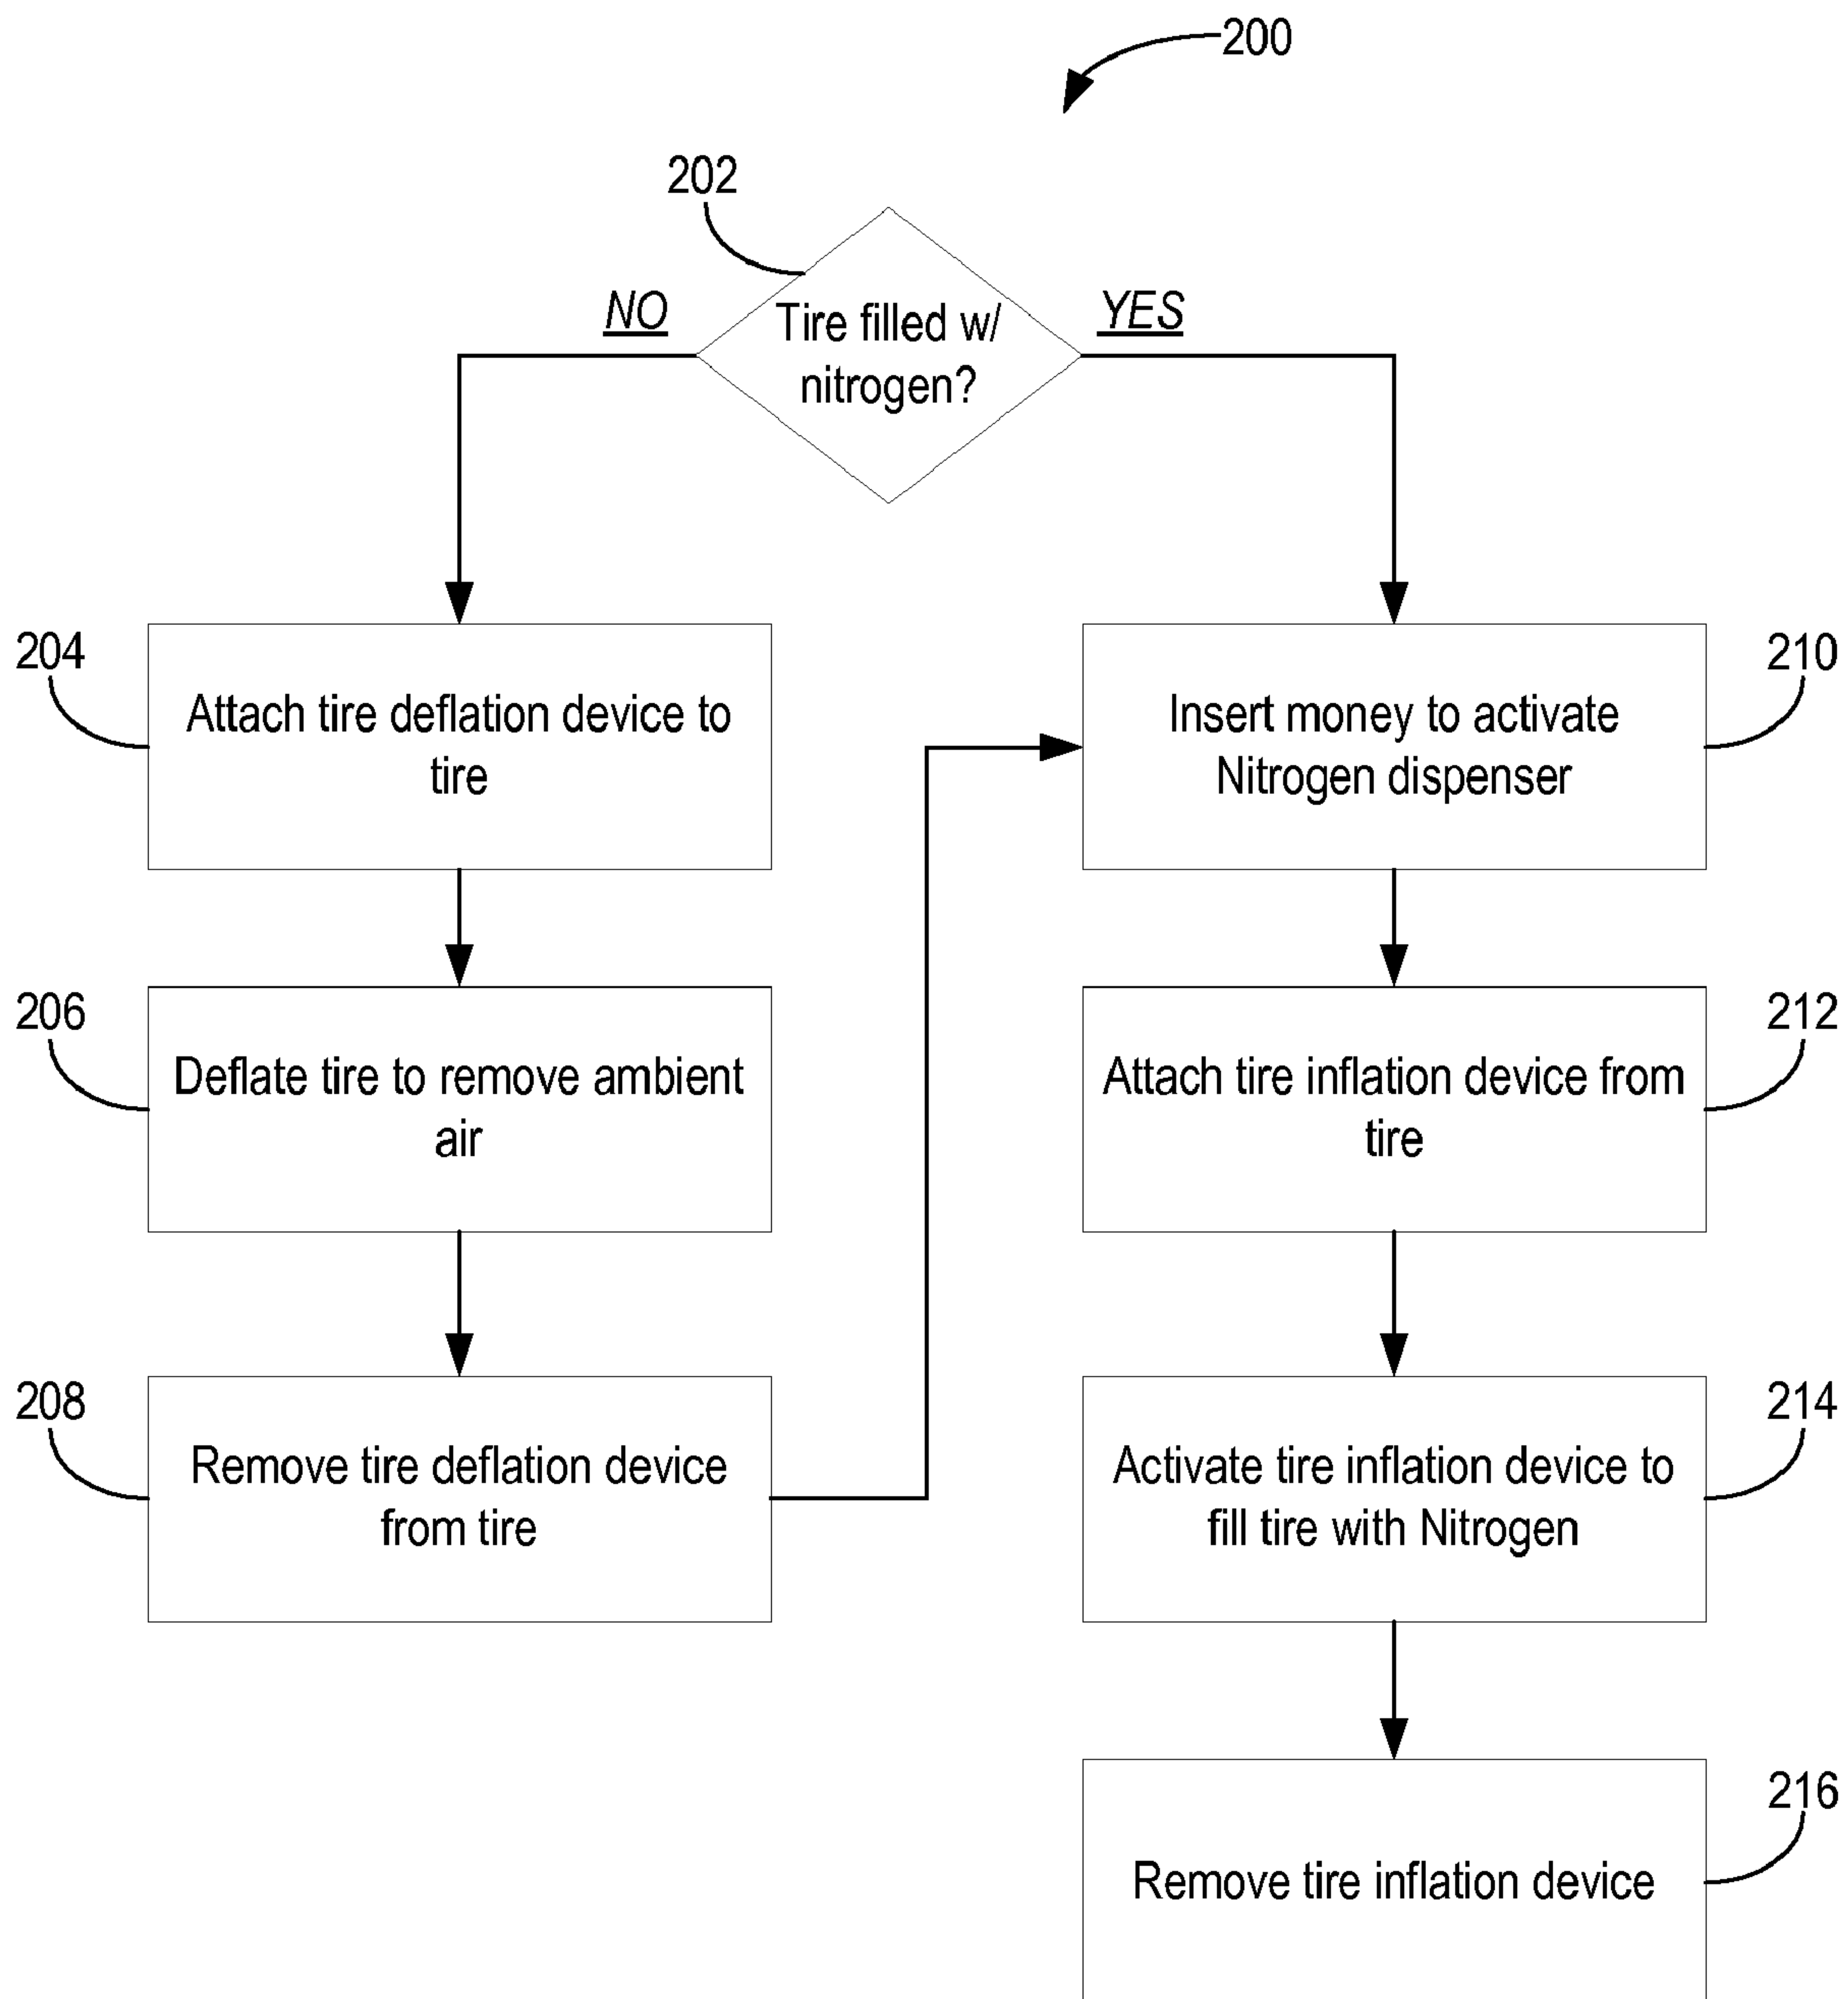 200
202
NO
YES
Tire filled w/
nitrogen?
204
Attach tire deflation device to
tire
206
Deflate tire to remove ambient
air
208
Remove tire deflation device
from tire
210
Insert money to activate
Nitrogen dispenser
212
Attach tire inflation device from
tire
214
Activate tire inflation device to
fill tire with Nitrogen
216
Remove tire inflation device